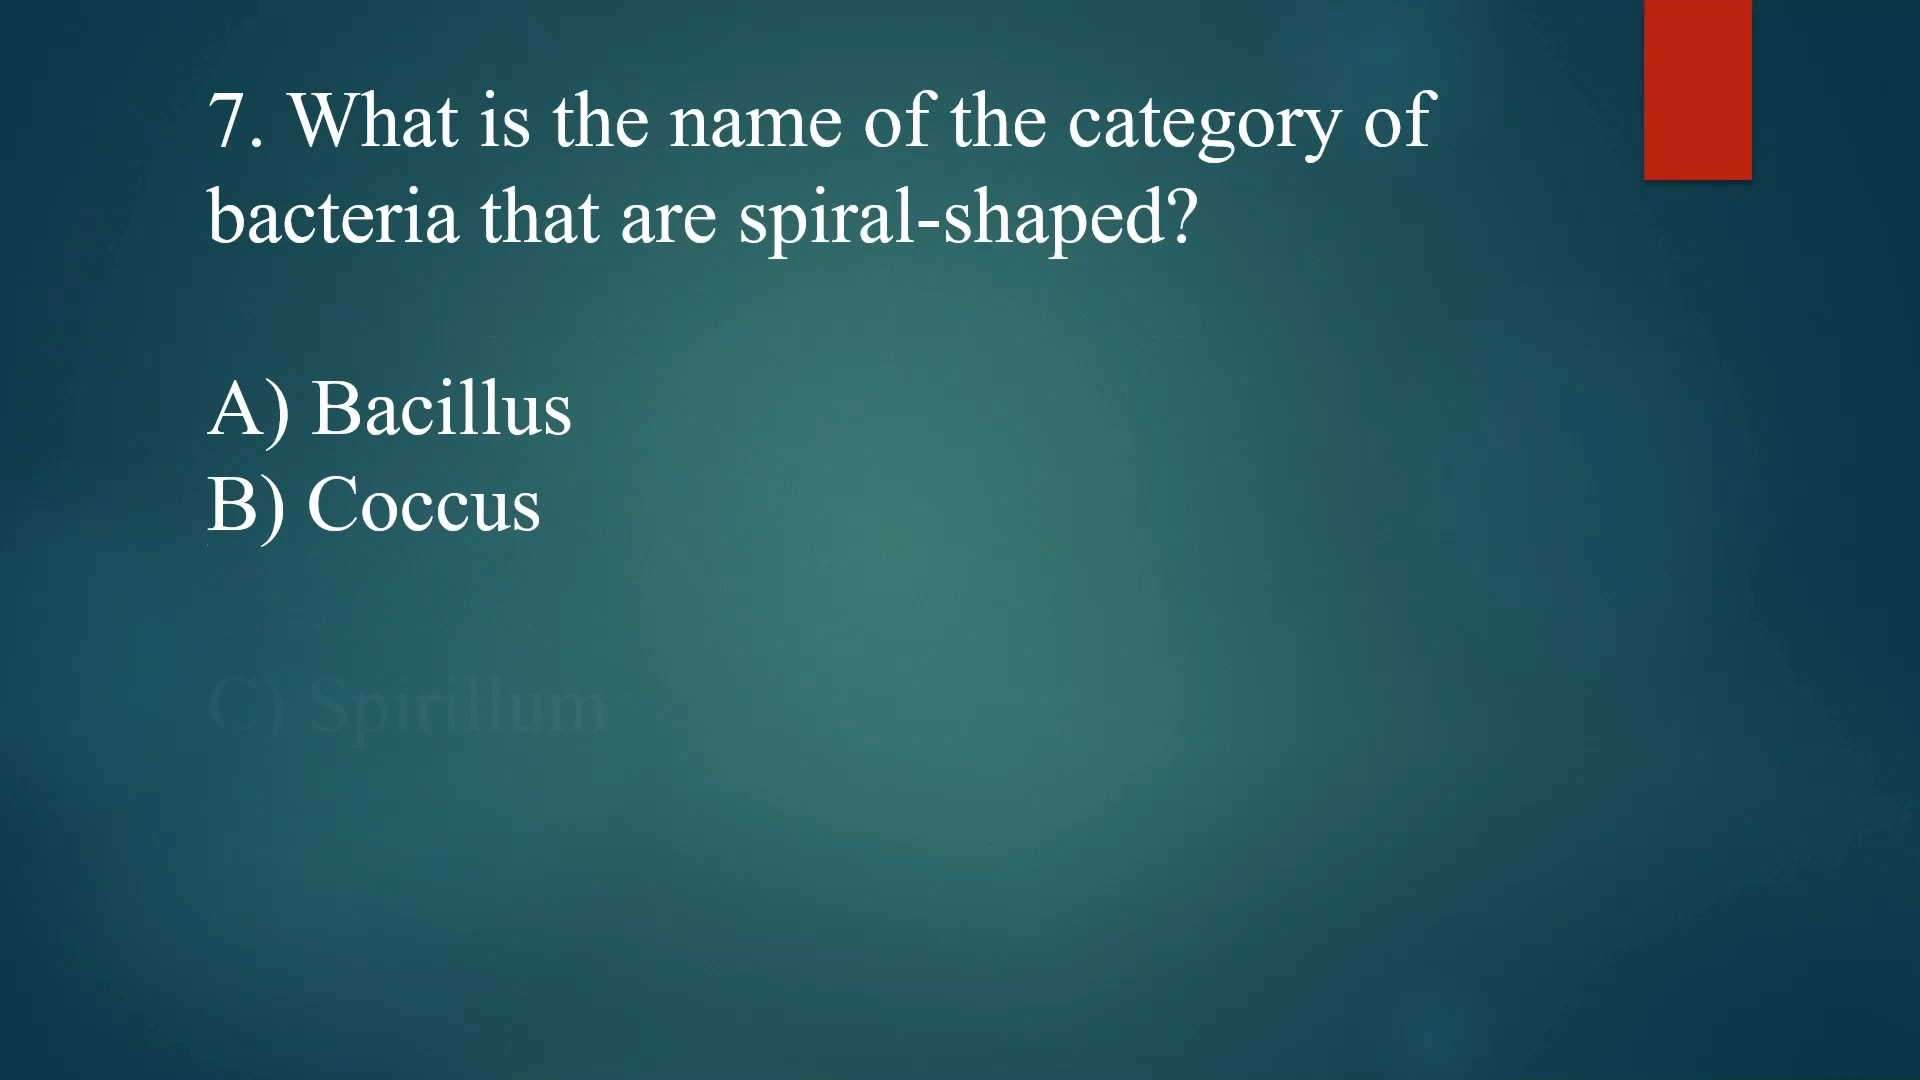 7. What is the name of the category of
bacteria that are spiral-shaped?
A) Bacillus
B) Coccus
C) Spirillum